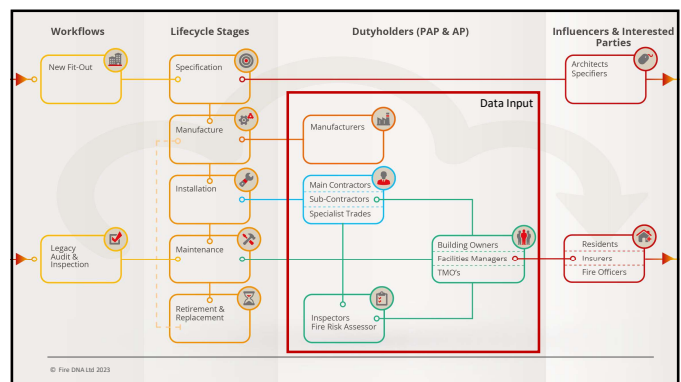 Workflows
Lifecycle Stages
Dutyholders (PAP & AP)
Influencers & Interested
Parties
New Fit-Out
Specification
Architects
Specifiers
Data Input
Manufacture
Manufacturers
Installation
Main Contractors
Sub-Contractors
Specialist Trades
Legacy
Audit &
Inspection
Maintenance
Building Owners
Facilities Managers
TMO's
Residents
Insurers
Fire Officers
Retirement &
Replacement
Inspectors
Fire Risk Assessor
© Fire DNA Ltd 2023